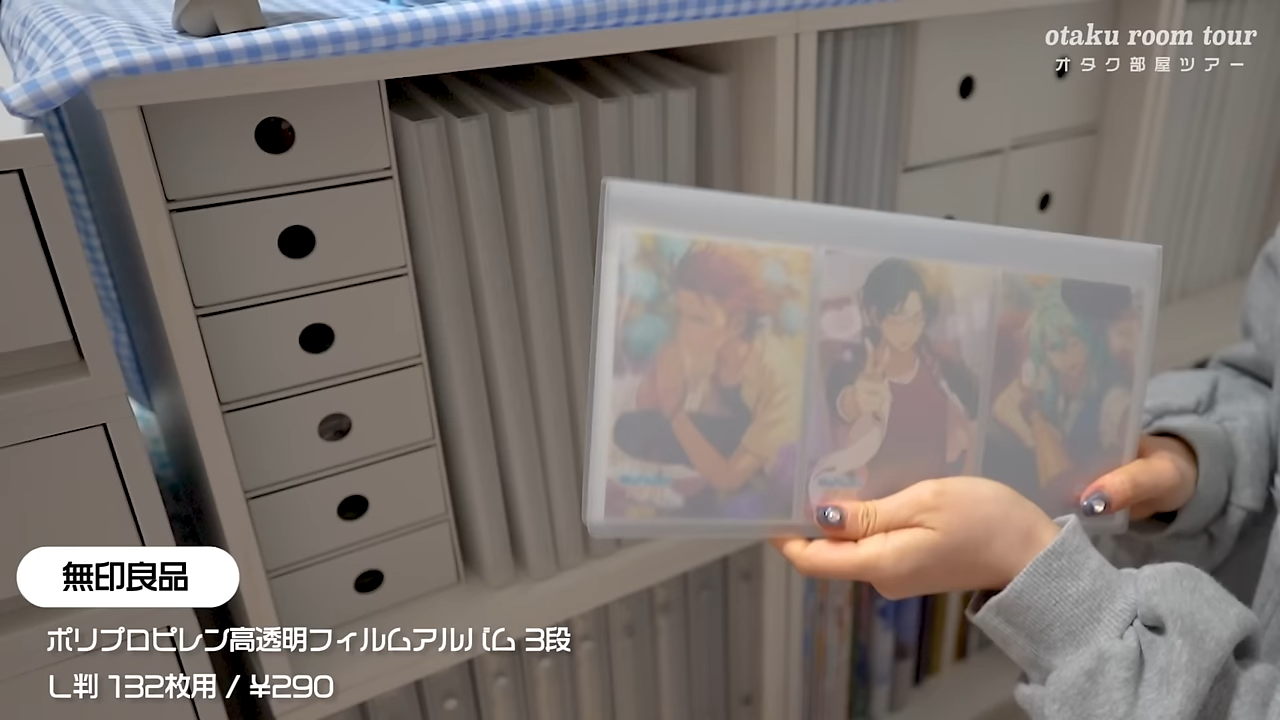 otaku room tour
オタク部屋ツアー
無印良品
ポリプロピレン高透明フィルムアルバム 3段
L判 132枚用 / ¥290